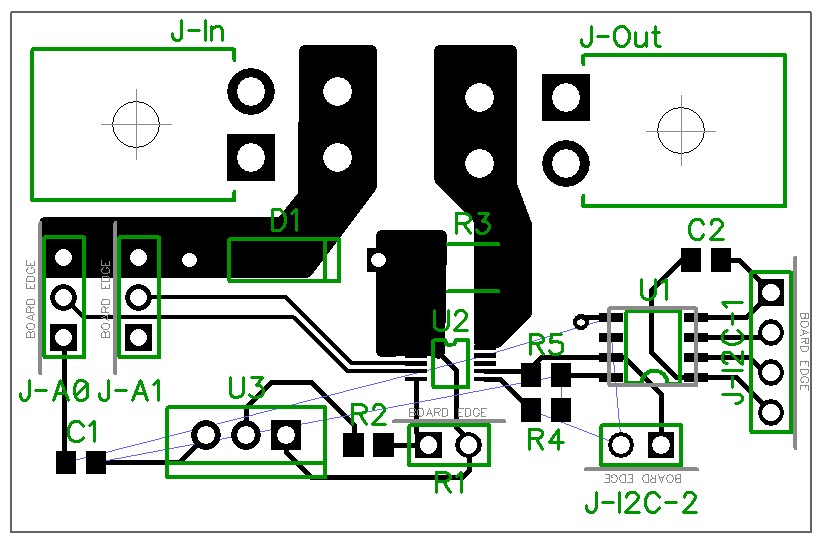 J-In
J-Out
D1
R3
C2
BOARD EDGE
BOARD EDGE
U1
U2
J-I2C-1
BOARD EDGE
R5
J-A0
J-A1
U3
R2
BOARD EDGE
C1
R4
R1
BOARD EDGE
J-I2C-2